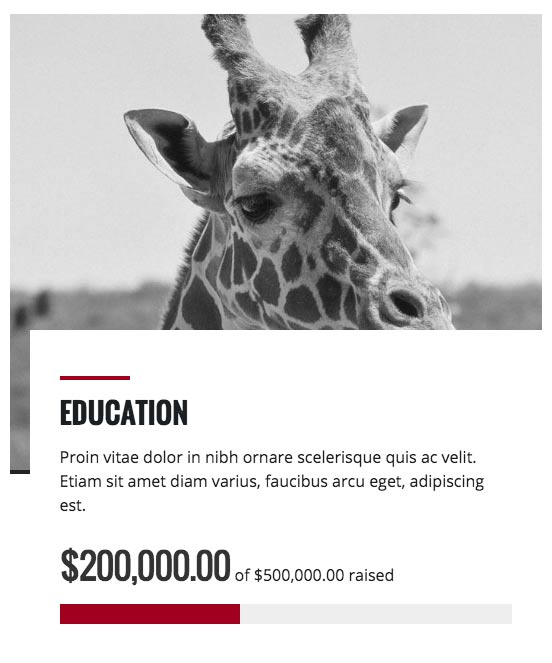 EDUCATION
Proin vitae dolor in nibh ornare scelerisque quis ac velit.
Etiam sit amet diam varius, faucibus arcu eget, adipiscing
est.
$200,000.00 of $500,000.00 raised